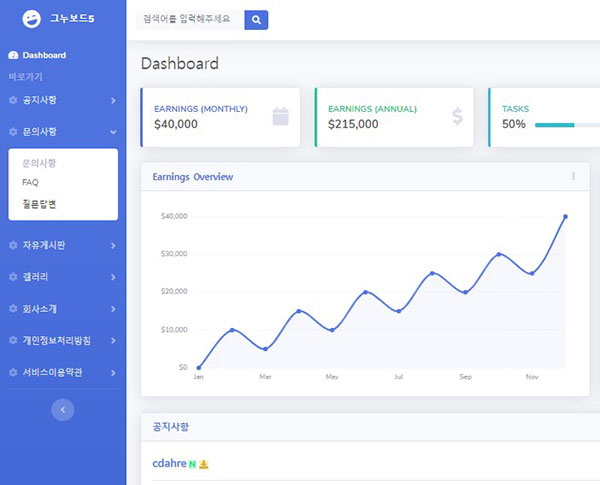 그누보드5
Dashboard
바로가기
공지사항
문의사항
문의사항
FAQ
질문답변
자유게시판
갤러리
회사소개
개인정보처리방침
서비스이용약관
검색어를 입력해주세요
Dashboard
EARNINGS (MONTHLY)
$40,000
EARNINGS (ANNUAL)
$215,000
TASKS
50%
Earnings Overview
$40,000
$30,000
$20,000
$10,000
$0
Jan Mar May Jul Sep Nov
공지사항
cdahre N